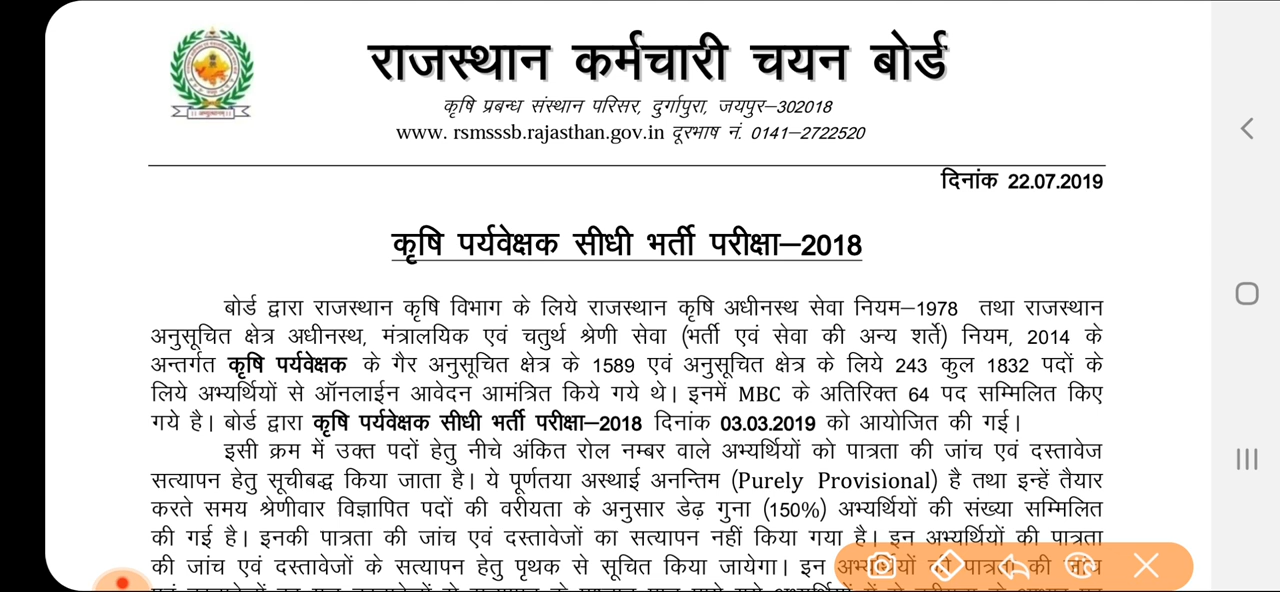 राजस्थान कर्मचारी चयन बोर्ड
कृषि प्रबन्ध संस्थान परिसर, दुर्गापुरा, जयपुर–302018
www. rsmsssb.rajasthan.gov.in दूरभाष नं. 0141–2722520
दिनांक 22.07.2019
कृषि पर्यवेक्षक सीधी भर्ती परीक्षा–2018
बोर्ड द्वारा राजस्थान कृषि विभाग के लिये राजस्थान कृषि अधीनस्थ सेवा नियम–1978 तथा राजस्थान
अनुसूचित क्षेत्र अधीनस्थ, मंत्रालयिक एवं चतुर्थ श्रेणी सेवा (भर्ती एवं सेवा की अन्य शर्ते) नियम, 2014 के
अन्तर्गत कृषि पर्यवेक्षक के गैर अनुसूचित क्षेत्र के 1589 एवं अनुसूचित क्षेत्र के लिये 243 कुल 1832 पदों के
लिये अभ्यर्थियों से ऑनलाईन आवेदन आमंत्रित किये गये थे। इनमें MBC के अतिरिक्त 64 पद सम्मिलित किए
गये है। बोर्ड द्वारा कृषि पर्यवेक्षक सीधी भर्ती परीक्षा–2018 दिनांक 03.03.2019 को आयोजित की गई।
इसी क्रम में उक्त पदों हेतु नीचे अंकित रोल नम्बर वाले अभ्यर्थियों को पात्रता की जांच एवं दस्तावेज
सत्यापन हेतु सूचीबद्ध किया जाता है। ये पूर्णतया अस्थाई अनन्तिम (Purely Provisional) है तथा इन्हें तैयार
करते समय श्रेणीवार विज्ञापित पदों की वरीयता के अनुसार डेढ़ गुना (150%) अभ्यर्थियों की संख्या सम्मिलित
की गई है। इनकी पात्रता की जांच एवं दस्तावेजों का सत्यापन नहीं किया गया है। इन अभ्यर्थियों की पात्रता
की जांच एवं दस्तावेजों के सत्यापन हेतु पृथक से सूचित किया जायेगा। इन अभ्यर्थियों की पात्रता की जांच